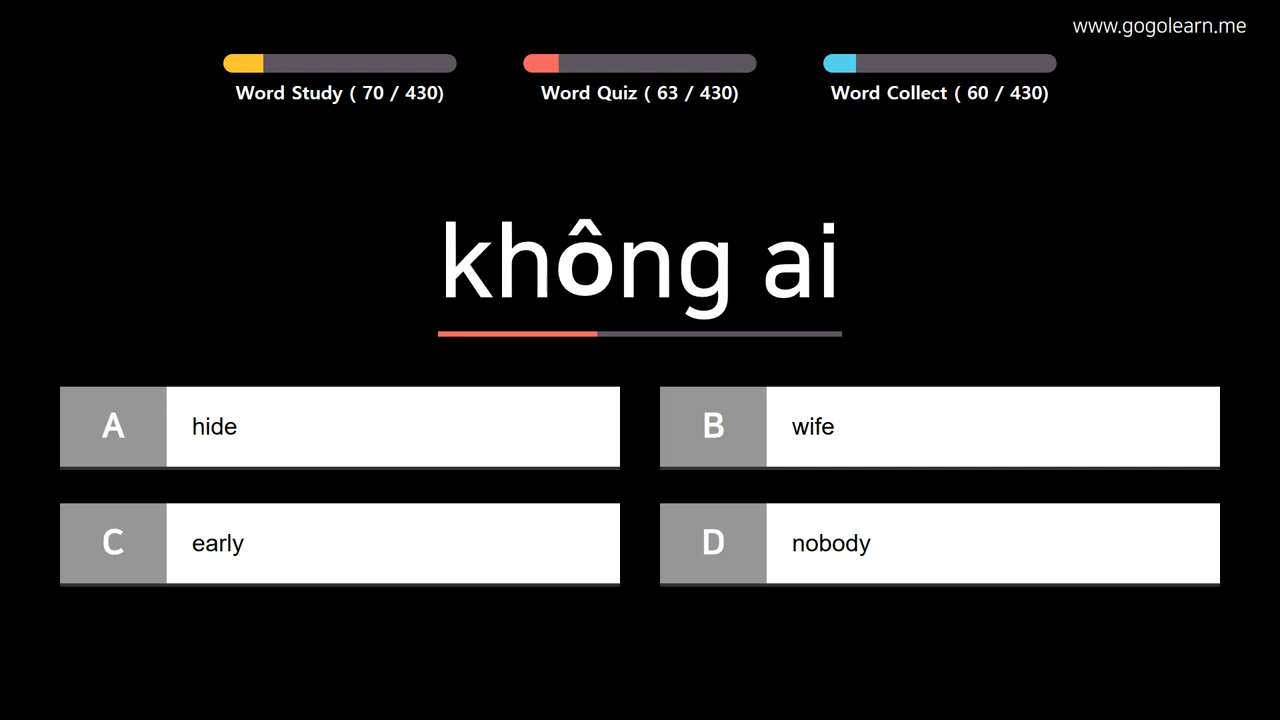 www.gogolearn.me
Word Study ( 70 / 430)
Word Quiz ( 63 / 430)
Word Collect ( 60 / 430)
không ai
A hide
B wife
C early
D nobody